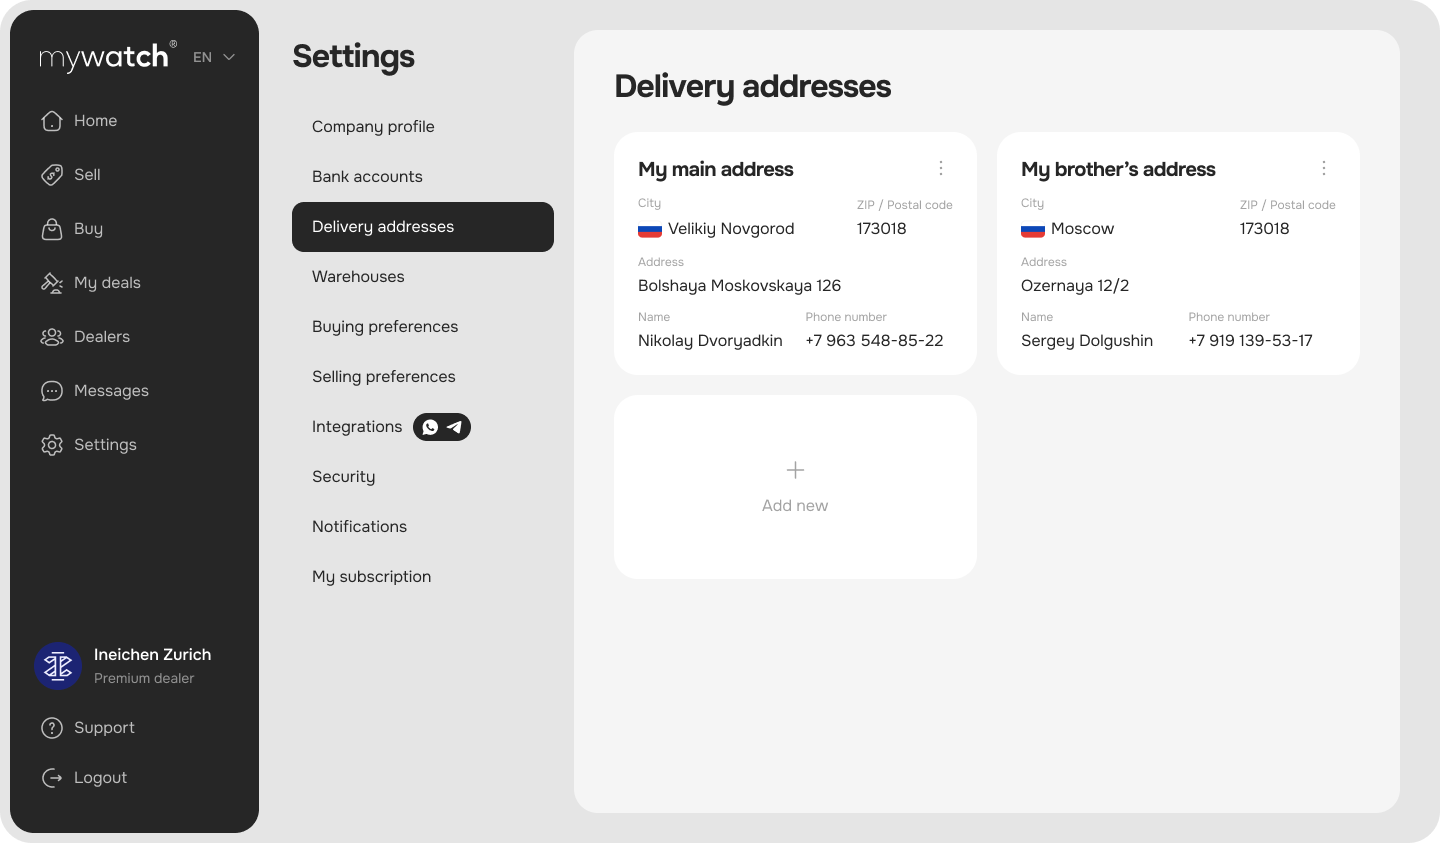 mywatch®
EN
Home
Sell
Buy
My deals
Dealers
Messages
Settings
Ineichen Zurich
Premium dealer
Support
Logout
Settings
Company profile
Bank accounts
Delivery addresses
Warehouses
Buying preferences
Selling preferences
Integrations
Security
Notifications
My subscription
Delivery addresses
My main address
City
ZIP / Postal code
Velikiy Novgorod
173018
Address
Bolshaya Moskovskaya 126
Name
Phone number
Nikolay Dvoryadkin
+7 963 548-85-22
My brother’s address
City
ZIP / Postal code
Moscow
173018
Address
Ozernaya 12/2
Name
Phone number
Sergey Dolgushin
+7 919 139-53-17
Add new